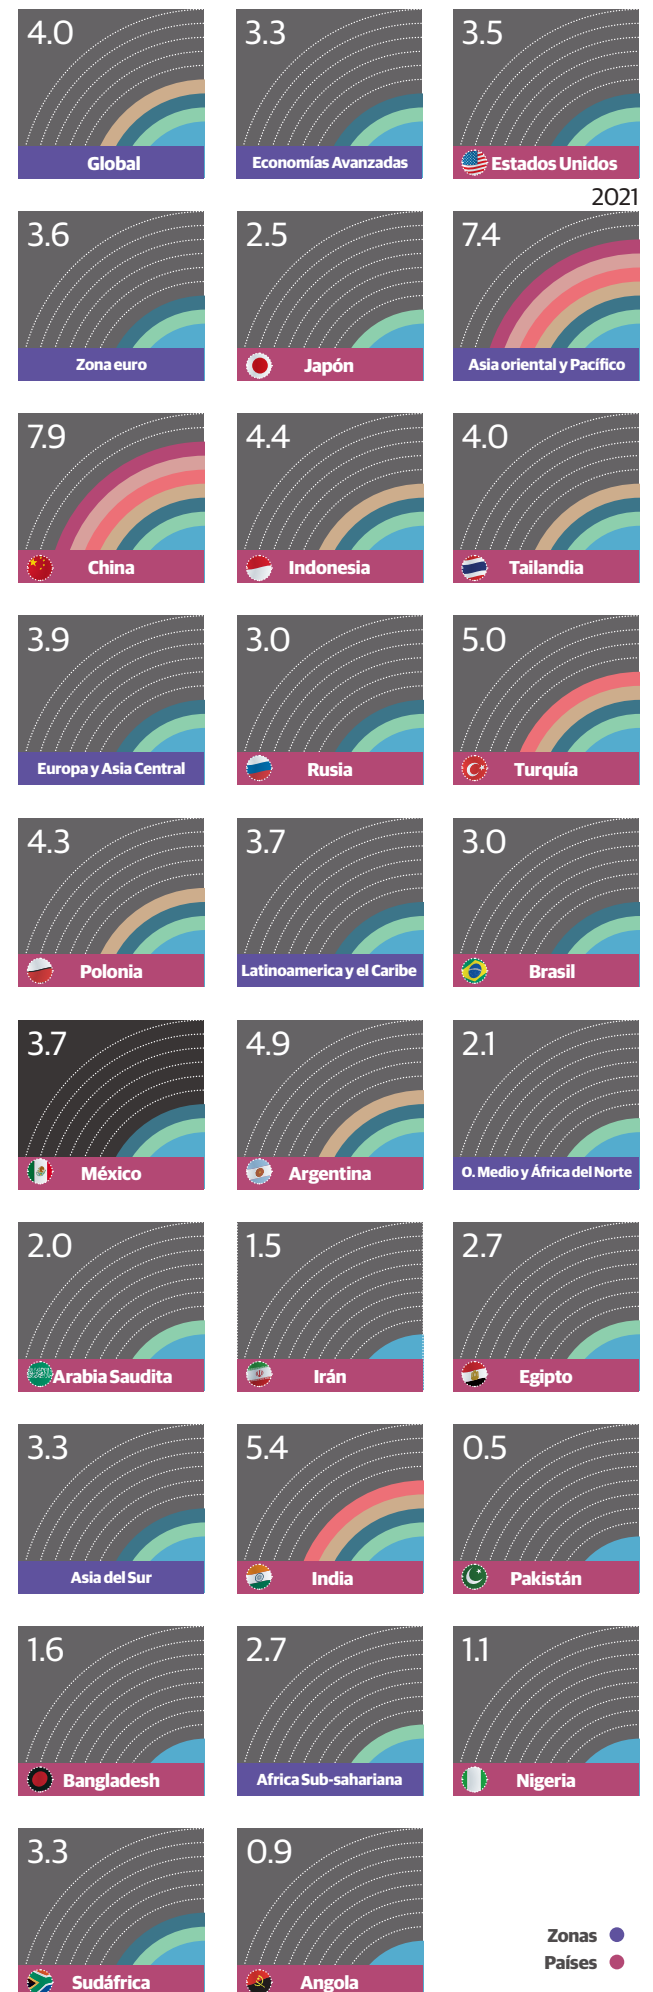 4.0
3.3
3.5
Global
Economías Avanzadas
Estados Unidos
2021
3.6
2.5
7.4
Zona euro
Japón
Asia oriental y Pacífico
7.9
4.4
4.0
China
Indonesia
Tailandia
3.9
3.0
5.0
Europa y Asia Central
Rusia
Turquía
4.3
3.7
3.0
Polonia
Latinoamerica y el Caribe
Brasil
3.7
4.9
2.1
México
Argentina
O. Medio y África del Norte
2.0
1.5
2.7
Arabia Saudita
Irán
Egipto
3.3
5.4
0.5
Asia del Sur
India
Pakistán
1.6
2.7
1.1
Bangladesh
Africa Sub-sahariana
Nigeria
3.3
0.9
Zonas
Países
Sudáfrica
Angola